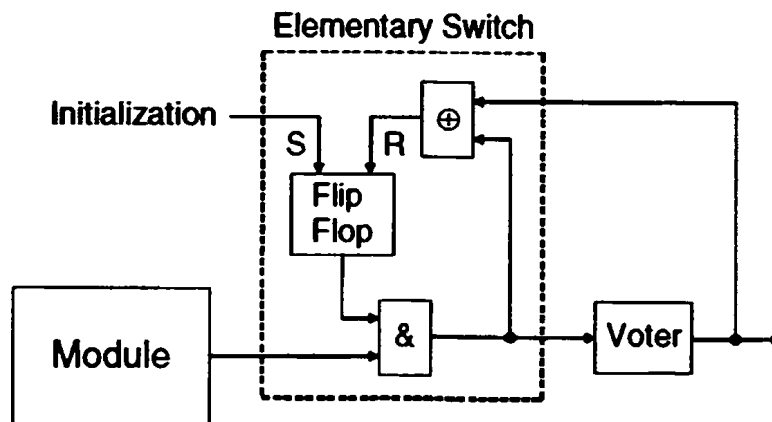 Elementary Switch
Initialization
⊕
S
R
Flip
Flop
&
Module
Voter